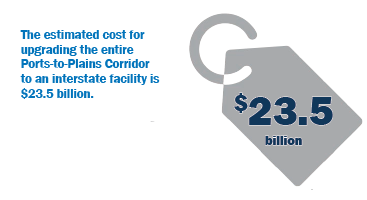 The estimated cost for
upgrading the entire
Ports-to-Plains Corridor
to an interstate facility is
$23.5 billion.
$23.5
billion